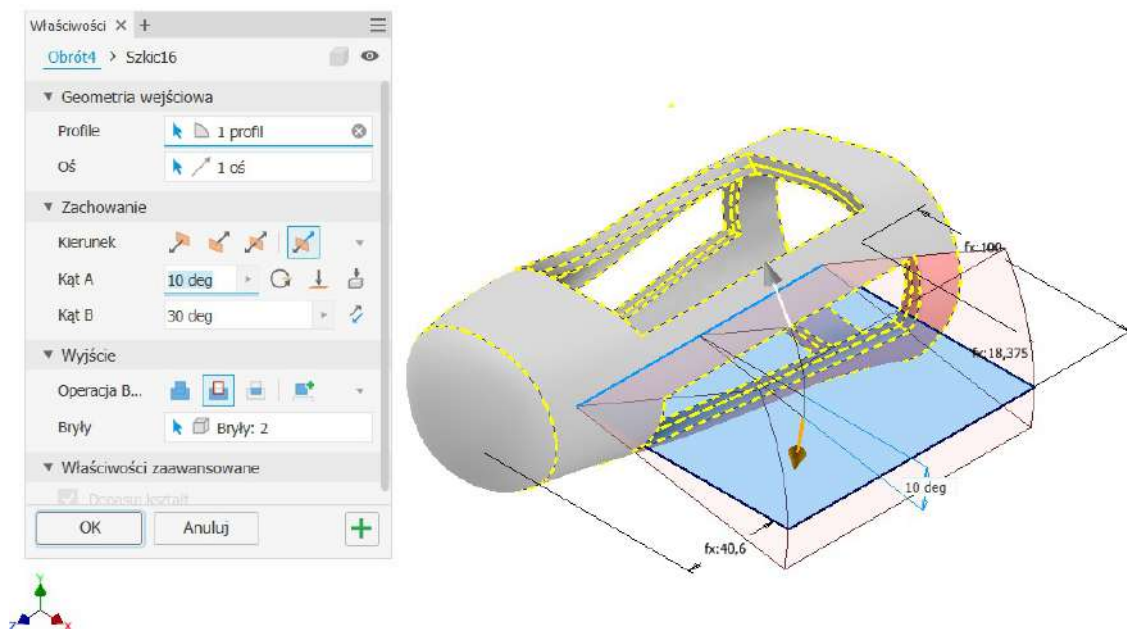 Właściwości × +
Obrót4 > Szkic16
Geometria wejściowa
Profile 1 profil
Oś 1 oś
Zachowanie
Kierunek
Kąt A 10 deg
Kąt B 30 deg
Wyjście
Operacja B...
Bryły Bryły: 2
Właściwości zaawansowane
Dopasuj kształt
OK Anuluj
fx:100
fx:18,375
10 deg
fx:40,6
Y
Z X